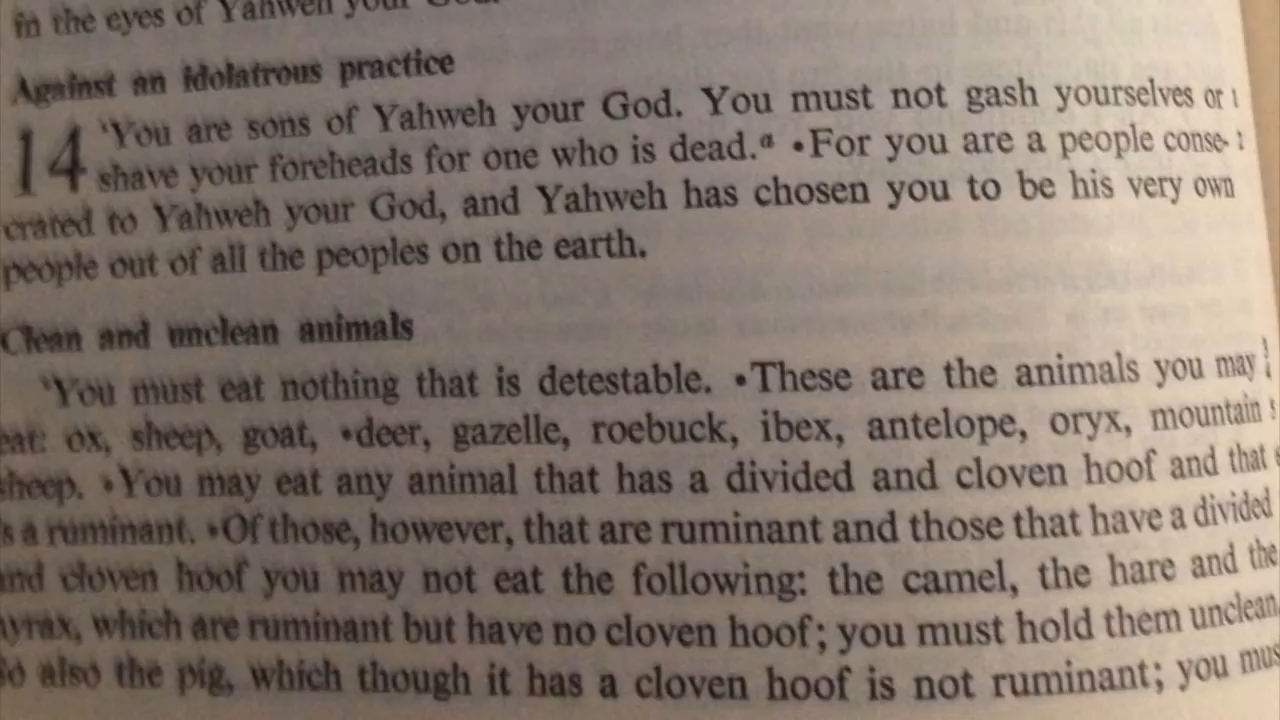 in the eyes of Yahweh your God.
Against an idolatrous practice
14 'You are sons of Yahweh your God. You must not gash yourselves or
shave your foreheads for one who is dead.ᵃ •For you are a people conse-
crated to Yahweh your God, and Yahweh has chosen you to be his very own
people out of all the peoples on the earth.
Clean and unclean animals
'You must eat nothing that is detestable. •These are the animals you may
eat: ox, sheep, goat, •deer, gazelle, roebuck, ibex, antelope, oryx, mountain
sheep. •You may eat any animal that has a divided and cloven hoof and that
s a ruminant. •Of those, however, that are ruminant and those that have a divided
and cloven hoof you may not eat the following: the camel, the hare and the
yrax, which are ruminant but have no cloven hoof; you must hold them unclean
So also the pig, which though it has a cloven hoof is not ruminant; you mus